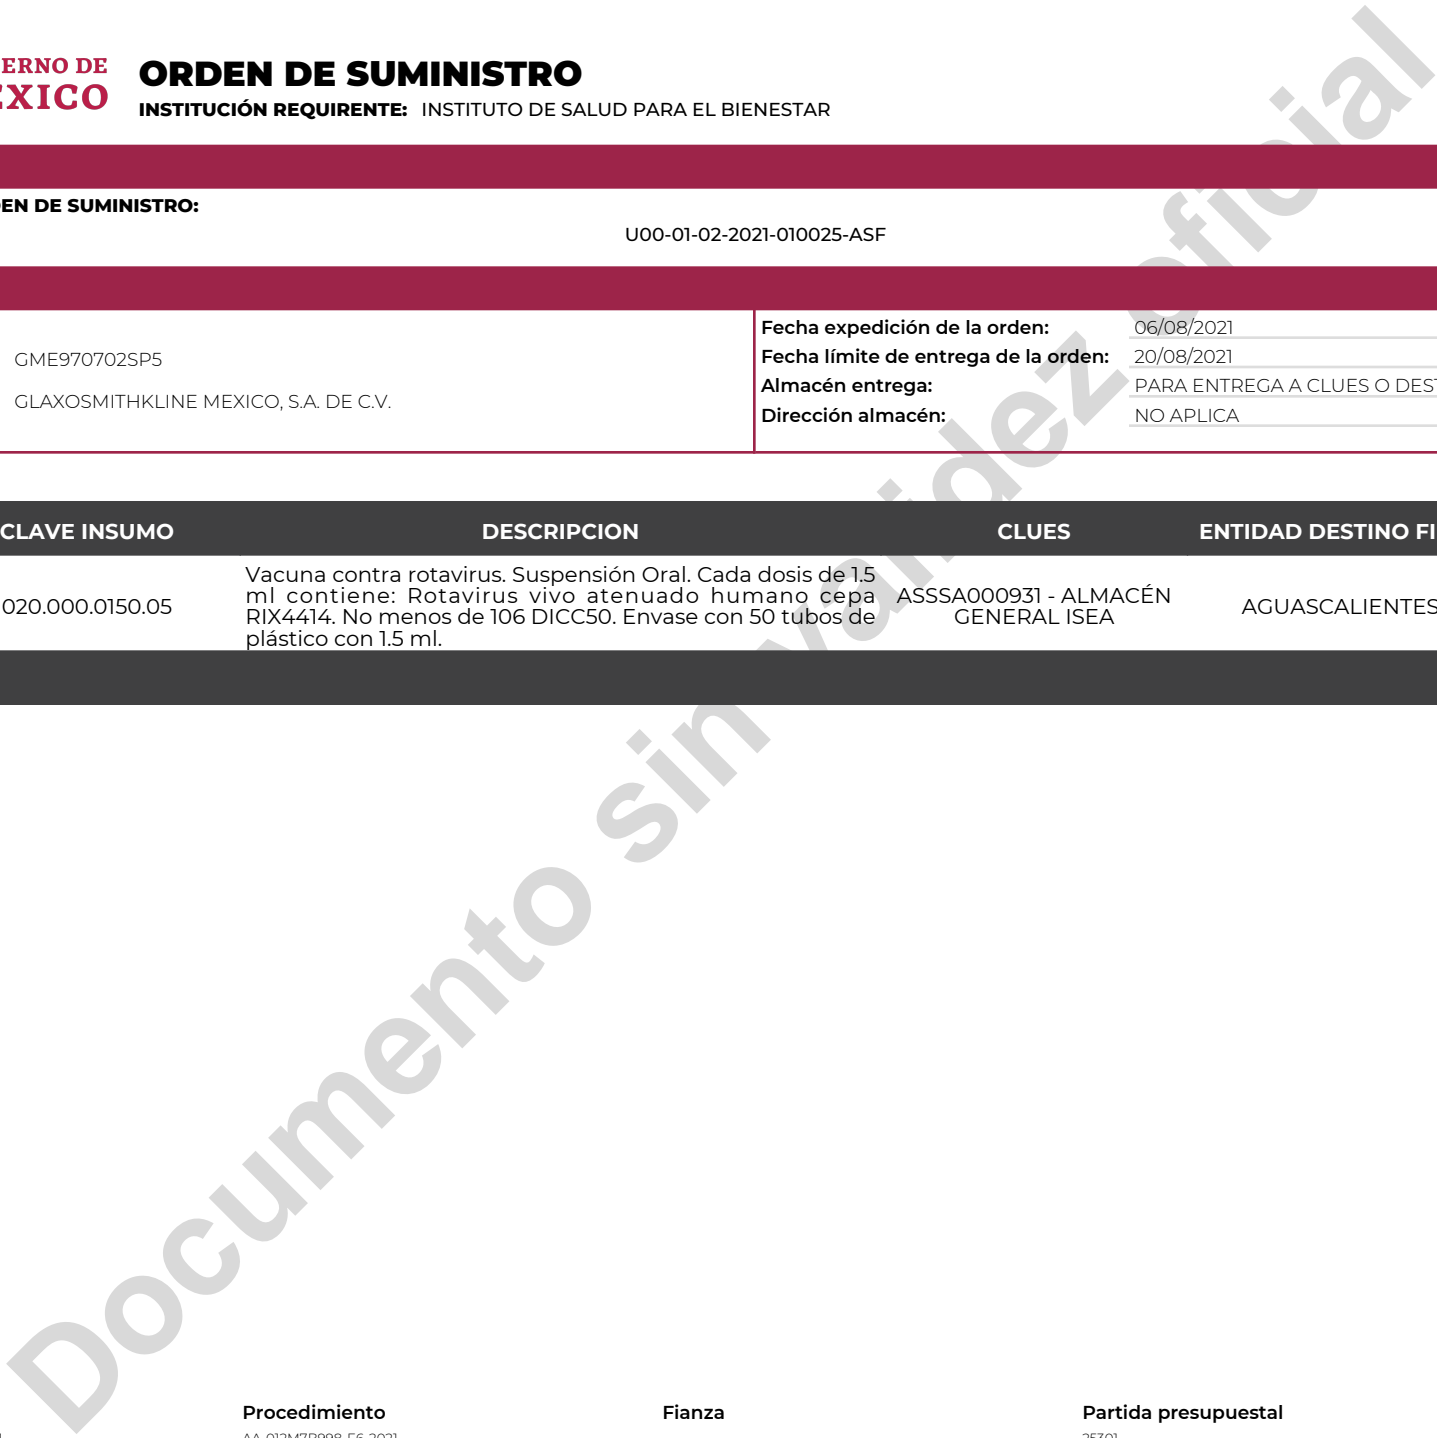 ERNO DE
EXICO
ORDEN DE SUMINISTRO
INSTITUCIÓN REQUIRENTE: INSTITUTO DE SALUD PARA EL BIENESTAR
EN DE SUMINISTRO:
U00-01-02-2021-010025-ASF
GME970702SP5
GLAXOSMITHKLINE MEXICO, S.A. DE C.V.
Fecha expedición de la orden: 06/08/2021
Fecha límite de entrega de la orden: 20/08/2021
Almacén entrega: PARA ENTREGA A CLUES O DEST
Dirección almacén: NO APLICA
CLAVE INSUMO DESCRIPCION CLUES ENTIDAD DESTINO FI
020.000.0150.05
Vacuna contra rotavirus. Suspensión Oral. Cada dosis de 1.5
ml contiene: Rotavirus vivo atenuado humano cepa
RIX4414. No menos de 106 DICC50. Envase con 50 tubos de
plástico con 1.5 ml.
ASSSA000931 - ALMACÉN
GENERAL ISEA
AGUASCALIENTES
Documento sin validez oficial
Procedimiento Fianza Partida presupuestal